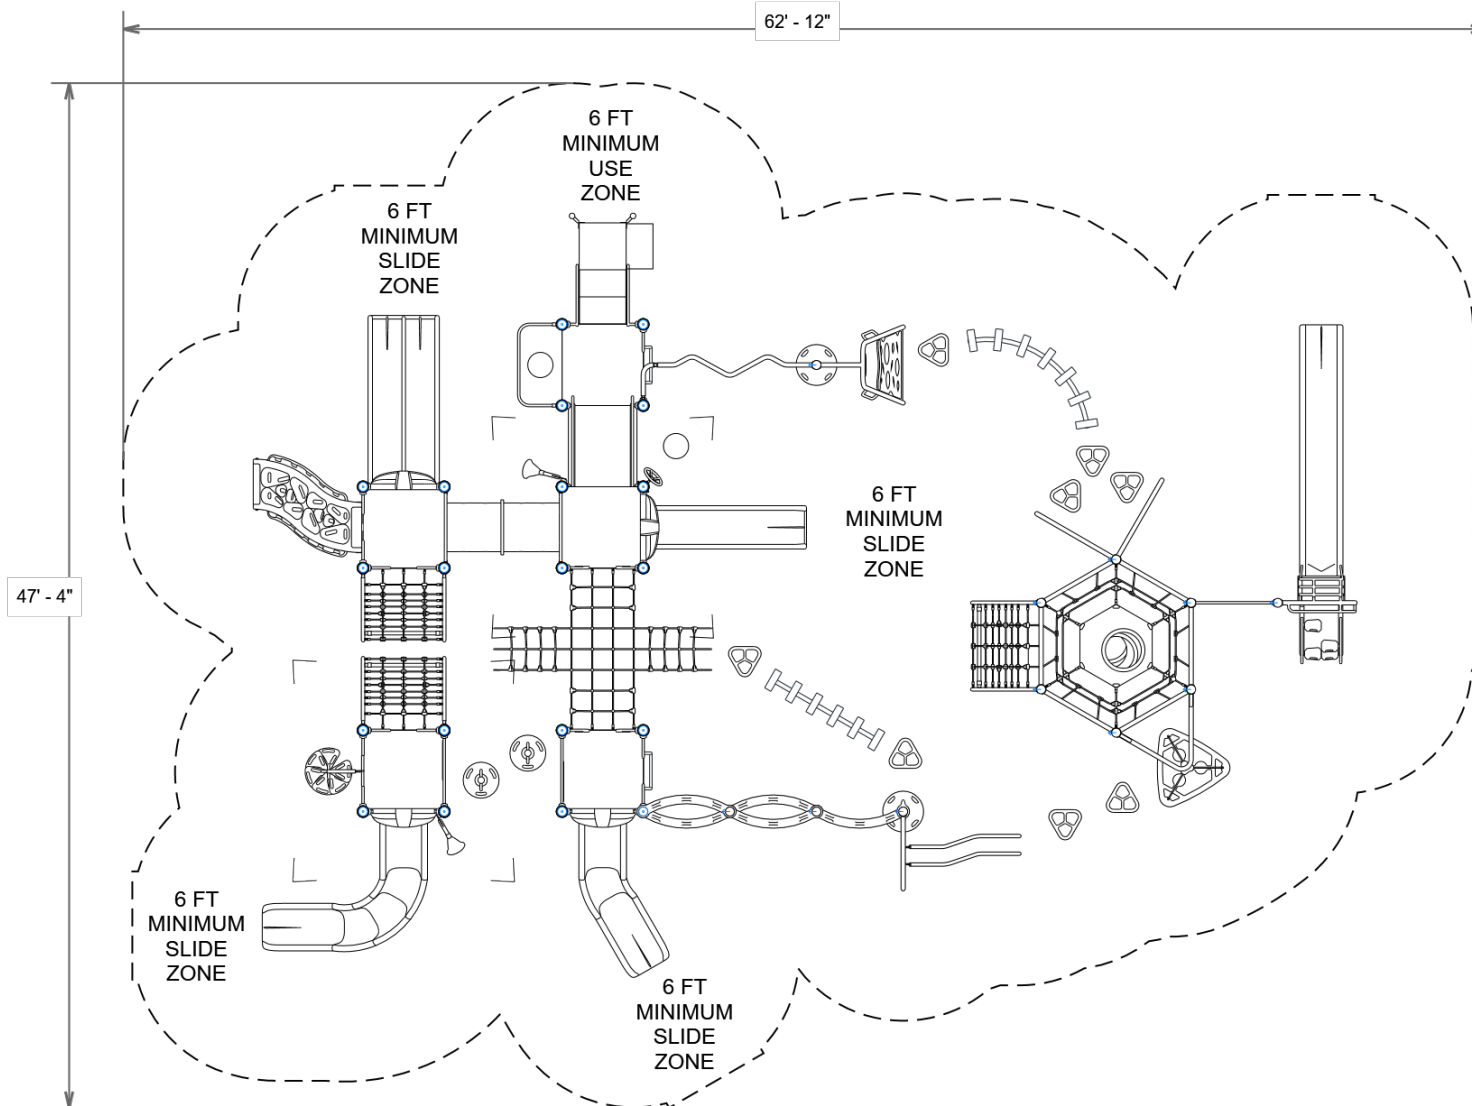 62' - 12"
6 FT
MINIMUM
USE
ZONE
6 FT
MINIMUM
SLIDE
ZONE
6 FT
MINIMUM
SLIDE
ZONE
47' - 4"
6 FT
MINIMUM
SLIDE
ZONE
6 FT
MINIMUM
SLIDE
ZONE